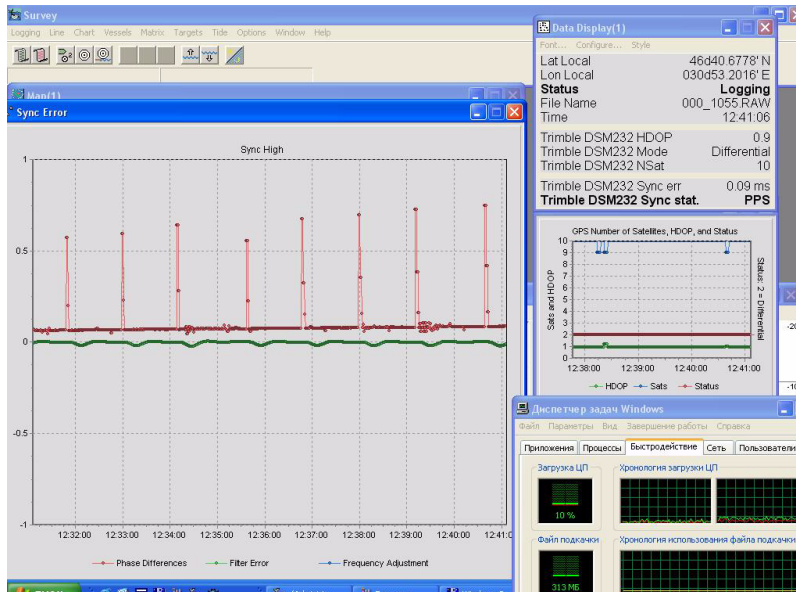 Survey
Logging Line Chart Vessels Matrix Targets Tide Options Window Help
Map(1)
Sync Error
Sync High
1
0.5
0
-0.5
-1
12:32:00 12:33:00 12:34:00 12:35:00 12:36:00 12:37:00 12:38:00 12:39:00 12:40:00 12:41:0
Phase Differences Filter Error Frequency Adjustment
Data Display(1)
Font... Configure... Style
Lat Local 46d40.6778' N
Lon Local 030d53.2016' E
Status Logging
File Name 000_1055.RAW
Time 12:41:06
Trimble DSM232 HDOP 0.9
Trimble DSM232 Mode Differential
Trimble DSM232 NSat 10
Trimble DSM232 Sync err 0.09 ms
Trimble DSM232 Sync stat. PPS
GPS Number of Satellites, HDOP, and Status
Sats and HDOP
10
9
8
7
6
5
4
3
2
1
0
Status: 2 = Differential
12:38:00 12:39:00 12:40:00 12:41:00
HDOP Sats Status
-20
-10
Диспетчер задач Windows
Файл Параметры Вид Завершение работы Справка
Приложения Процессы Быстродействие Сеть Пользователи
Загрузка ЦП Хронология загрузки ЦП
10 %
Файл подкачки Хронология использования файла подкачки
313 МБ